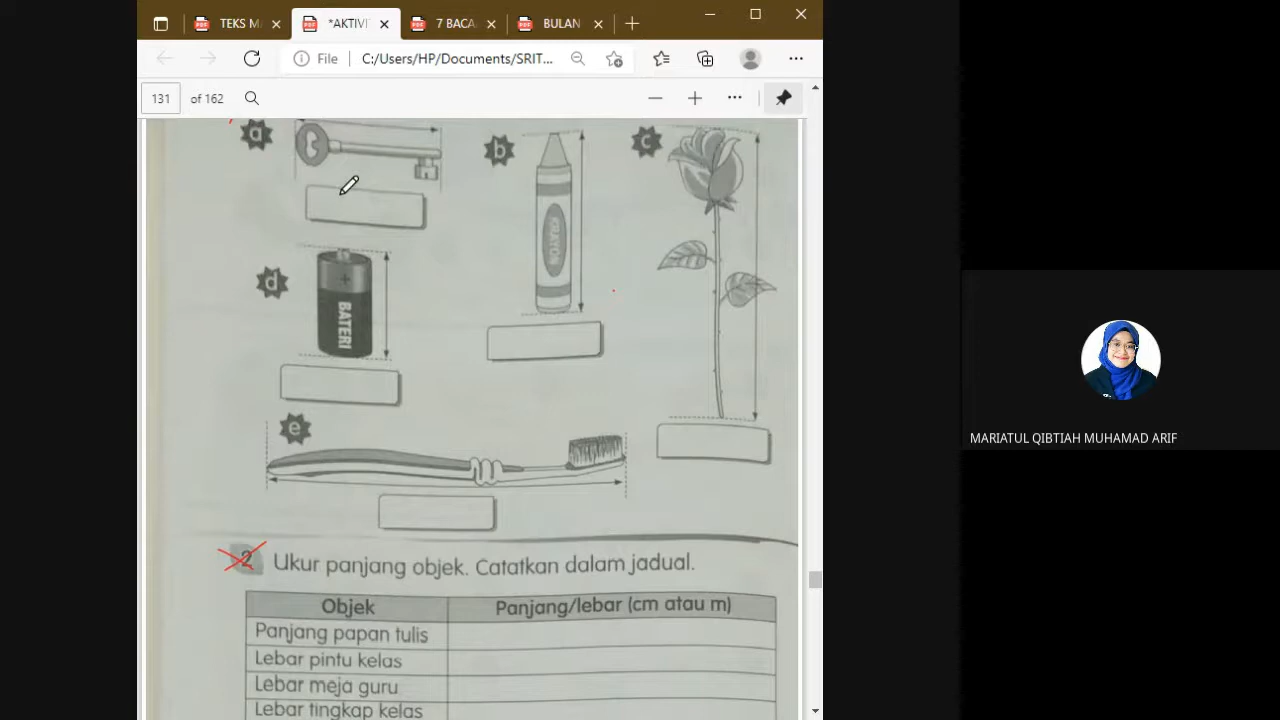 TEKS M
*AKTIVI
7 BACA
BULAN
File
C:/Users/HP/Documents/SRIT...
131
of 162
a
b
c
KRAYON
d
BATERI
e
2 Ukur panjang objek. Catatkan dalam jadual.
Objek Panjang/lebar (cm atau m)
Panjang papan tulis
Lebar pintu kelas
Lebar meja guru
Lebar tingkap kelas
MARIATUL QIBTIAH MUHAMAD ARIF